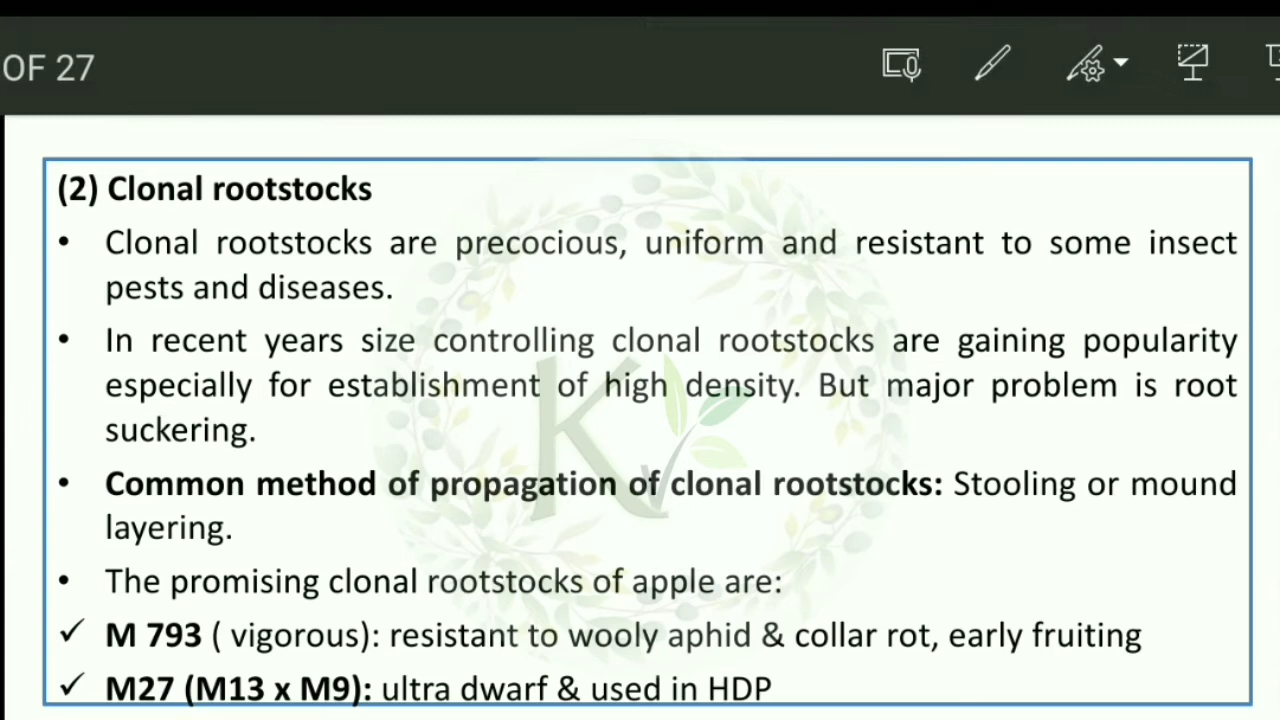 OF 27
(2) Clonal rootstocks
• Clonal rootstocks are precocious, uniform and resistant to some insect
pests and diseases.
• In recent years size controlling clonal rootstocks are gaining popularity
especially for establishment of high density. But major problem is root
suckering.
• Common method of propagation of clonal rootstocks: Stooling or mound
layering.
• The promising clonal rootstocks of apple are:
✓ M 793 ( vigorous): resistant to wooly aphid & collar rot, early fruiting
✓ M27 (M13 x M9): ultra dwarf & used in HDP